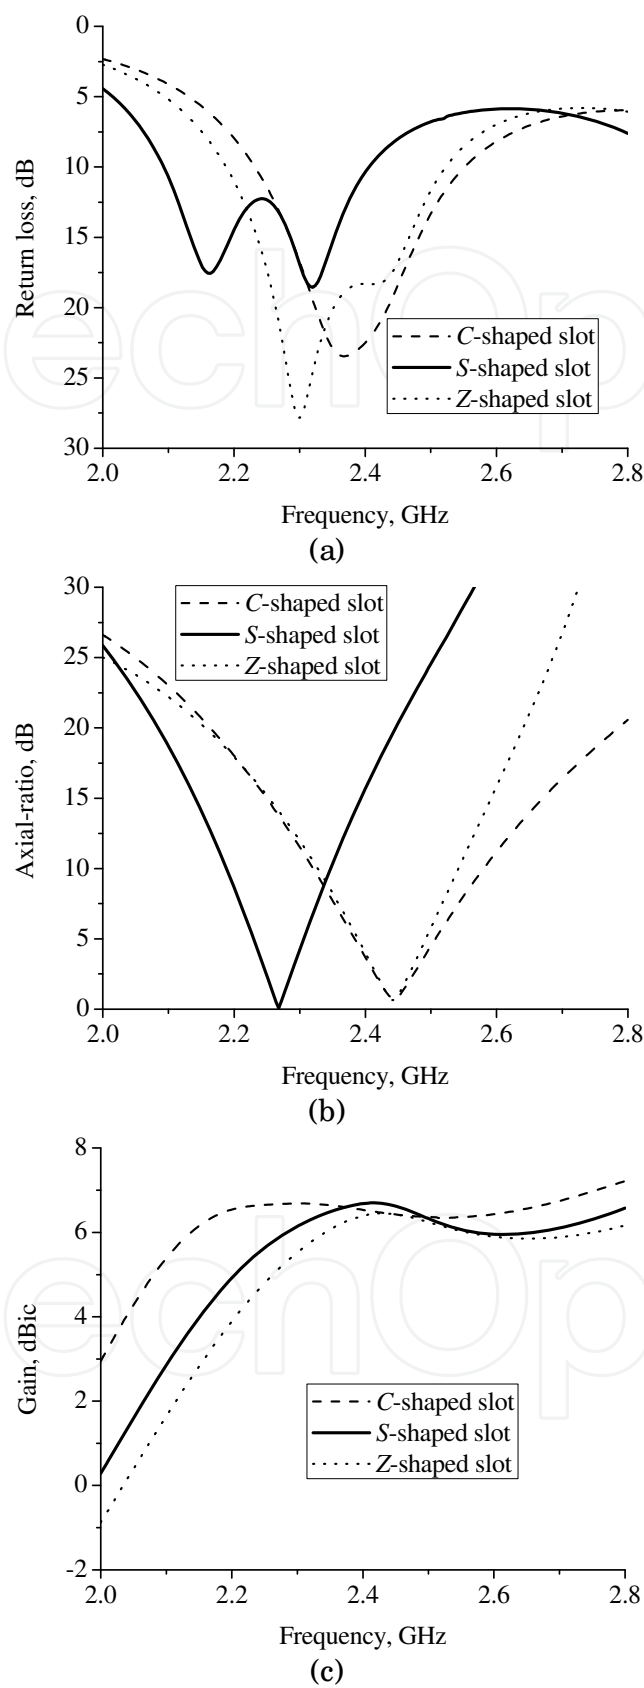 0
5
10
15
20
25
30
Return loss, dB
C-shaped slot
S-shaped slot
Z-shaped slot
2.0 2.2 2.4 2.6 2.8
Frequency, GHz
(a)
30
25
20
15
10
5
0
Axial-ratio, dB
C-shaped slot
S-shaped slot
Z-shaped slot
2.0 2.2 2.4 2.6 2.8
Frequency, GHz
(b)
8
6
4
2
0
-2
Gain, dBic
C-shaped slot
S-shaped slot
Z-shaped slot
2.0 2.2 2.4 2.6 2.8
Frequency, GHz
(c)
echOp
echOp